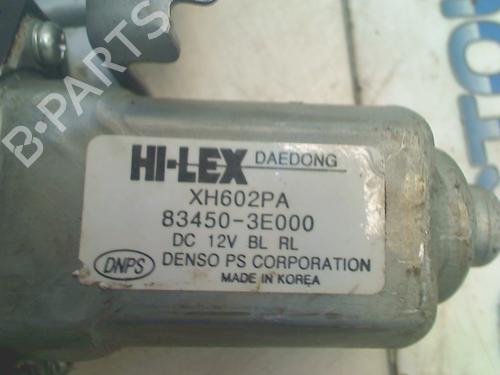 HI-LEX DAEDONG
XH602PA
83450-3E000
DC 12V BL RL
DNPS DENSO PS CORPORATION
MADE IN KOREA
B-PARTS